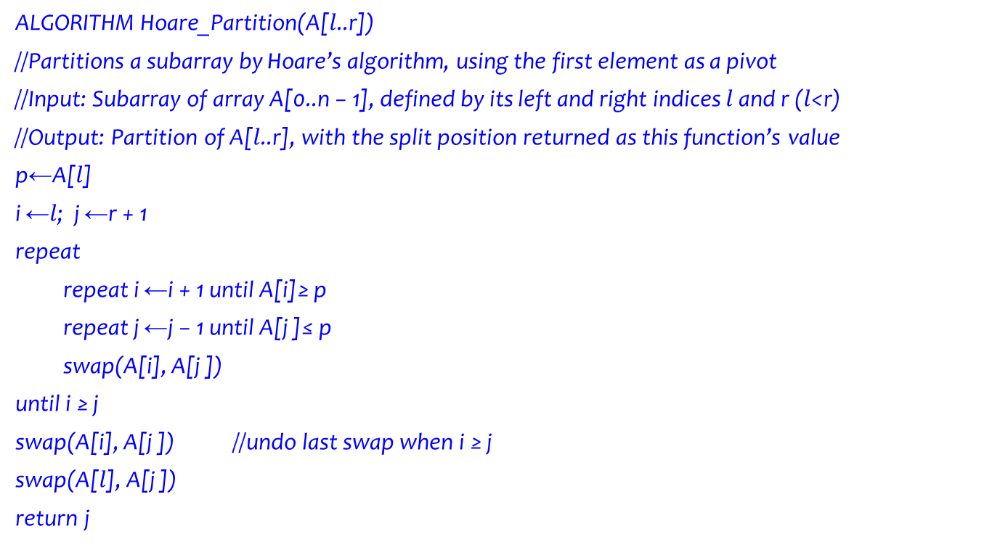 ALGORITHM Hoare_Partition(A[l..r])
//Partitions a subarray by Hoare’s algorithm, using the first element as a pivot
//Input: Subarray of array A[0..n – 1], defined by its left and right indices l and r (l<r)
//Output: Partition of A[l..r], with the split position returned as this function’s value
p←A[l]
i ←l; j ←r + 1
repeat
repeat i ←i + 1 until A[i]≥ p
repeat j ←j – 1 until A[j ]≤ p
swap(A[i], A[j ])
until i ≥ j
swap(A[i], A[j ]) //undo last swap when i ≥ j
swap(A[l], A[j ])
return j